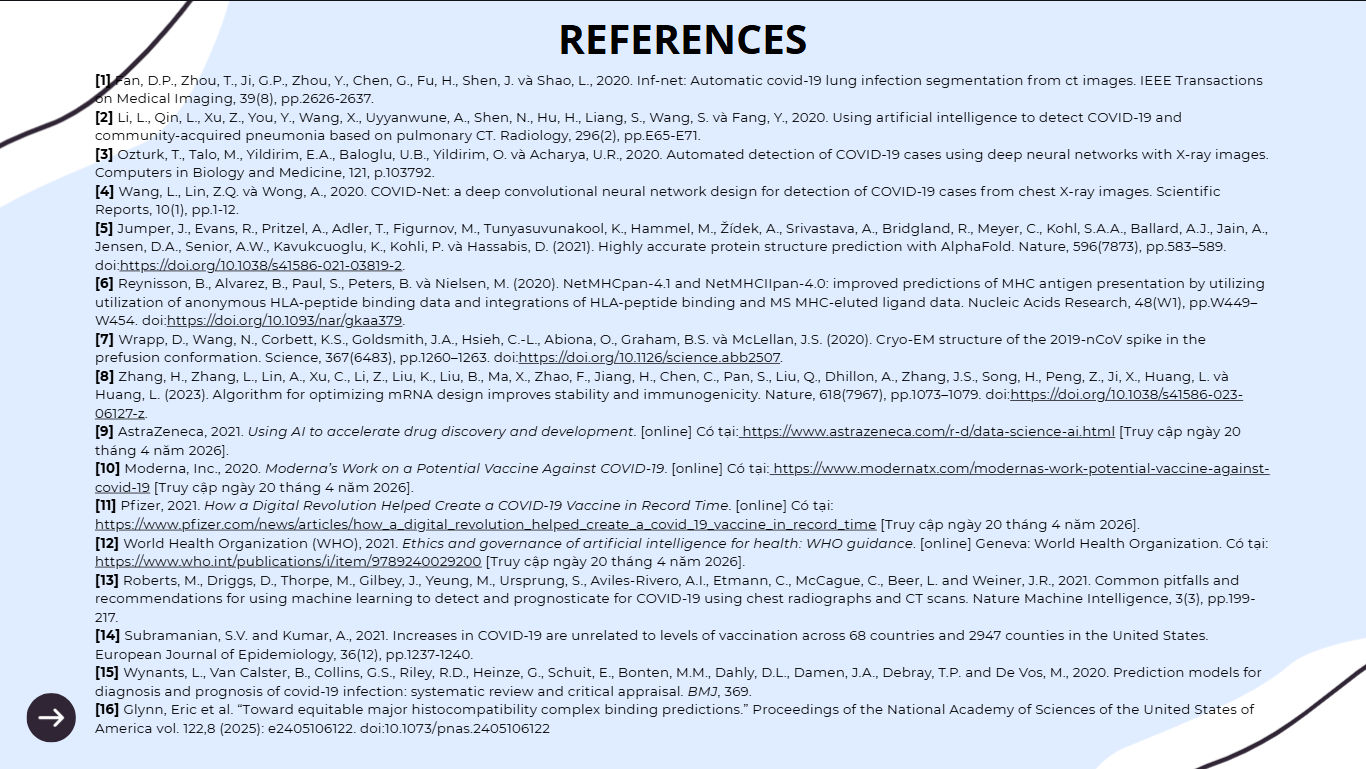 REFERENCES
[1] Fan, D.P., Zhou, T., Ji, G.P., Zhou, Y., Chen, G., Fu, H., Shen, J. và Shao, L., 2020. Inf-net: Automatic covid-19 lung infection segmentation from ct images. IEEE Transactions
on Medical Imaging, 39(8), pp.2626-2637.
[2] Li, L., Qin, L., Xu, Z., You, Y., Wang, X., Uyyanwune, A., Shen, N., Hu, H., Liang, S., Wang, S. và Fang, Y., 2020. Using artificial intelligence to detect COVID-19 and
community-acquired pneumonia based on pulmonary CT. Radiology, 296(2), pp.E65-E71.
[3] Ozturk, T., Talo, M., Yildirim, E.A., Baloglu, U.B., Yildirim, O. và Acharya, U.R., 2020. Automated detection of COVID-19 cases using deep neural networks with X-ray images.
Computers in Biology and Medicine, 121, p.103792.
[4] Wang, L., Lin, Z.Q. và Wong, A., 2020. COVID-Net: a deep convolutional neural network design for detection of COVID-19 cases from chest X-ray images. Scientific
Reports, 10(1), pp.1-12.
[5] Jumper, J., Evans, R., Pritzel, A., Adler, T., Figurnov, M., Tunyasuvunakool, K., Hammel, M., Žídek, A., Srivastava, A., Bridgland, R., Meyer, C., Kohl, S.A.A., Ballard, A.J., Jain, A.,
Jensen, D.A., Senior, A.W., Kavukcuoglu, K., Kohli, P. và Hassabis, D. (2021). Highly accurate protein structure prediction with AlphaFold. Nature, 596(7873), pp.583–589.
doi:https://doi.org/10.1038/s41586-021-03819-2.
[6] Reynisson, B., Alvarez, B., Paul, S., Peters, B. và Nielsen, M. (2020). NetMHCpan-4.1 and NetMHCIIpan-4.0: improved predictions of MHC antigen presentation by utilizing
utilization of anonymous HLA-peptide binding data and integrations of HLA-peptide binding and MS MHC-eluted ligand data. Nucleic Acids Research, 48(W1), pp.W449–
W454. doi:https://doi.org/10.1093/nar/gkaa379.
[7] Wrapp, D., Wang, N., Corbett, K.S., Goldsmith, J.A., Hsieh, C.-L., Abiona, O., Graham, B.S. và McLellan, J.S. (2020). Cryo-EM structure of the 2019-nCoV spike in the
prefusion conformation. Science, 367(6483), pp.1260–1263. doi:https://doi.org/10.1126/science.abb2507.
[8] Zhang, H., Zhang, L., Lin, A., Xu, C., Li, Z., Liu, K., Liu, B., Ma, X., Zhao, F., Jiang, H., Chen, C., Pan, S., Liu, Q., Dhillon, A., Zhang, J.S., Song, H., Peng, Z., Ji, X., Huang, L. và
Huang, L. (2023). Algorithm for optimizing mRNA design improves stability and immunogenicity. Nature, 618(7967), pp.1073–1079. doi:https://doi.org/10.1038/s41586-023-
06127-z.
[9] AstraZeneca, 2021. Using AI to accelerate drug discovery and development. [online] Có tại: https://www.astrazeneca.com/r-d/data-science-ai.html [Truy cập ngày 20
tháng 4 năm 2026].
[10] Moderna, Inc., 2020. Moderna’s Work on a Potential Vaccine Against COVID-19. [online] Có tại: https://www.modernatx.com/modernas-work-potential-vaccine-against-
covid-19 [Truy cập ngày 20 tháng 4 năm 2026].
[11] Pfizer, 2021. How a Digital Revolution Helped Create a COVID-19 Vaccine in Record Time. [online] Có tại:
https://www.pfizer.com/news/articles/how_a_digital_revolution_helped_create_a_covid_19_vaccine_in_record_time [Truy cập ngày 20 tháng 4 năm 2026].
[12] World Health Organization (WHO), 2021. Ethics and governance of artificial intelligence for health: WHO guidance. [online] Geneva: World Health Organization. Có tại:
https://www.who.int/publications/i/item/9789240029200 [Truy cập ngày 20 tháng 4 năm 2026].
[13] Roberts, M., Driggs, D., Thorpe, M., Gilbey, J., Yeung, M., Ursprung, S., Aviles-Rivero, A.I., Etmann, C., McCague, C., Beer, L. and Weiner, J.R., 2021. Common pitfalls and
recommendations for using machine learning to detect and prognosticate for COVID-19 using chest radiographs and CT scans. Nature Machine Intelligence, 3(3), pp.199-
217.
[14] Subramanian, S.V. and Kumar, A., 2021. Increases in COVID-19 are unrelated to levels of vaccination across 68 countries and 2947 counties in the United States.
European Journal of Epidemiology, 36(12), pp.1237-1240.
[15] Wynants, L., Van Calster, B., Collins, G.S., Riley, R.D., Heinze, G., Schuit, E., Bonten, M.M., Dahly, D.L., Damen, J.A., Debray, T.P. and De Vos, M., 2020. Prediction models for
diagnosis and prognosis of covid-19 infection: systematic review and critical appraisal. BMJ, 369.
[16] Glynn, Eric et al. “Toward equitable major histocompatibility complex binding predictions.” Proceedings of the National Academy of Sciences of the United States of
America vol. 122,8 (2025): e2405106122. doi:10.1073/pnas.2405106122